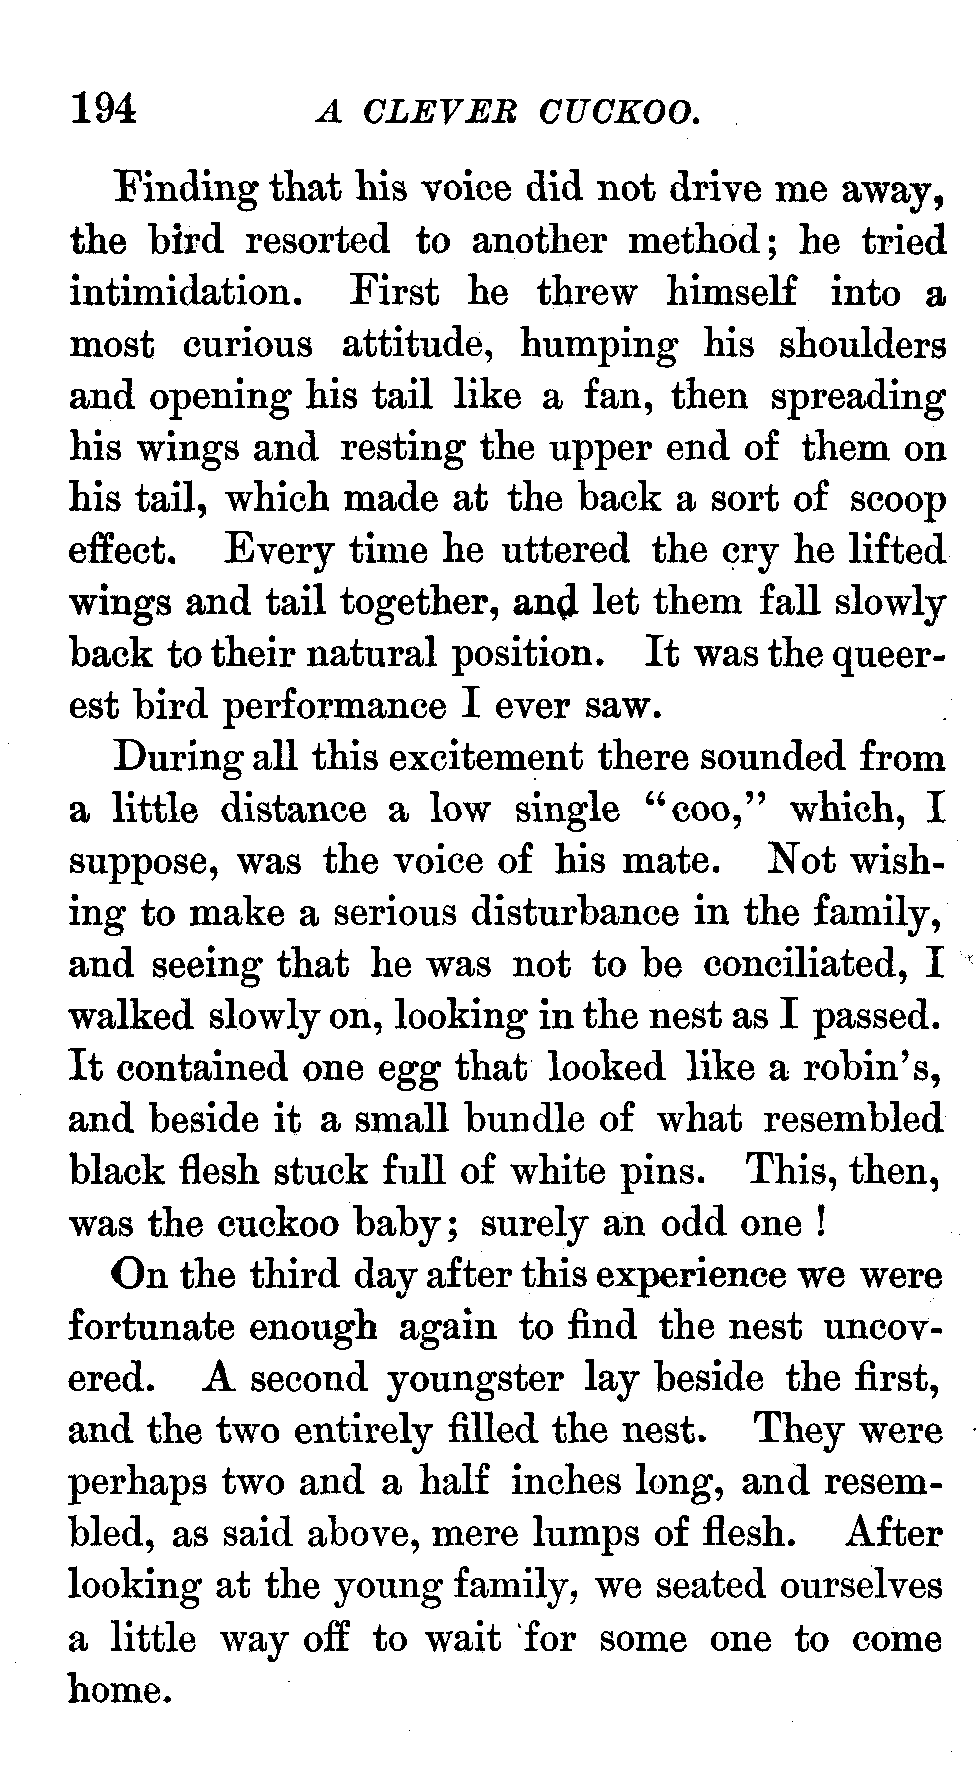 194 A CLEVER CUCKOO.
Finding that his voice did not drive me away,
the bird resorted to another method; he tried
intimidation. First he threw himself into a
most curious attitude, humping his shoulders
and opening his tail like a fan, then spreading
his wings and resting the upper end of them on
his tail, which made at the back a sort of scoop
effect. Every time he uttered the cry he lifted
wings and tail together, and let them fall slowly
back to their natural position. It was the queer-
est bird performance I ever saw.
During all this excitement there sounded from
a little distance a low single "coo," which, I
suppose, was the voice of his mate. Not wish-
ing to make a serious disturbance in the family,
and seeing that he was not to be conciliated, I
walked slowly on, looking in the nest as I passed.
It contained one egg that looked like a robin's,
and beside it a small bundle of what resembled
black flesh stuck full of white pins. This, then,
was the cuckoo baby; surely an odd one !
On the third day after this experience we were
fortunate enough again to find the nest uncov-
ered. A second youngster lay beside the first,
and the two entirely filled the nest. They were
perhaps two and a half inches long, and resem-
bled, as said above, mere lumps of flesh. After
looking at the young family, we seated ourselves
a little way off to wait for some one to come
home.